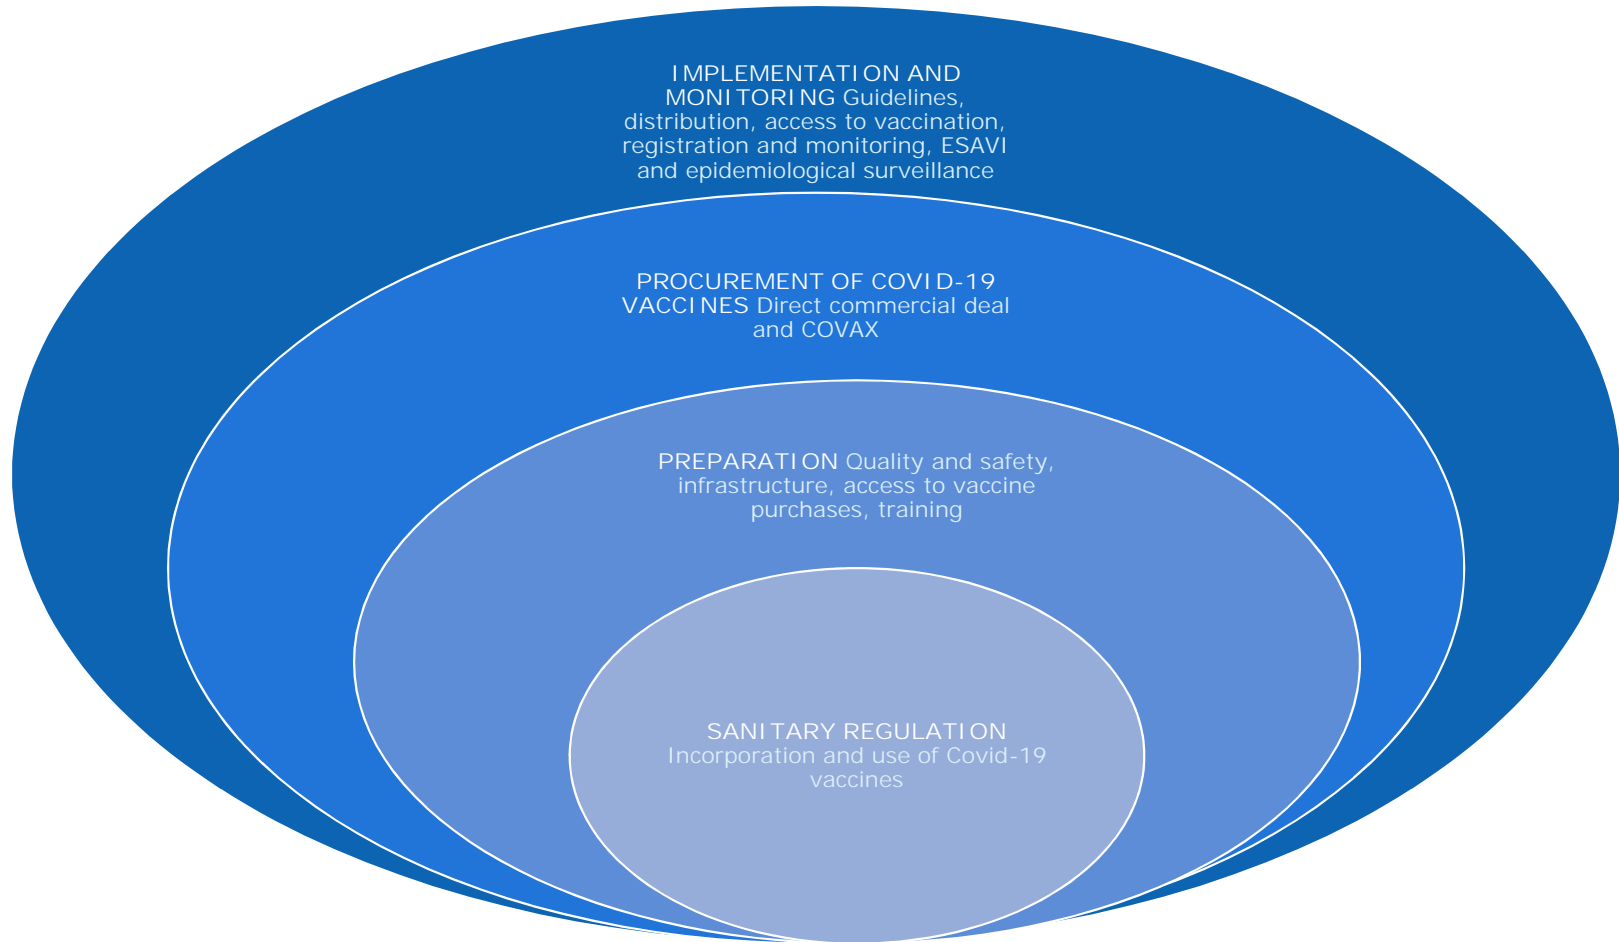 IMPLEMENTATION AND
MONITORING Guidelines,
distribution, access to vaccination,
registration and monitoring, ESAVI
and epidemiological surveillance
PROCUREMENT OF COVID-19
VACCINES Direct commercial deal
and COVAX
PREPARATION Quality and safety,
infrastructure, access to vaccine
purchases, training
SANITARY REGULATION
Incorporation and use of Covid-19
vaccines